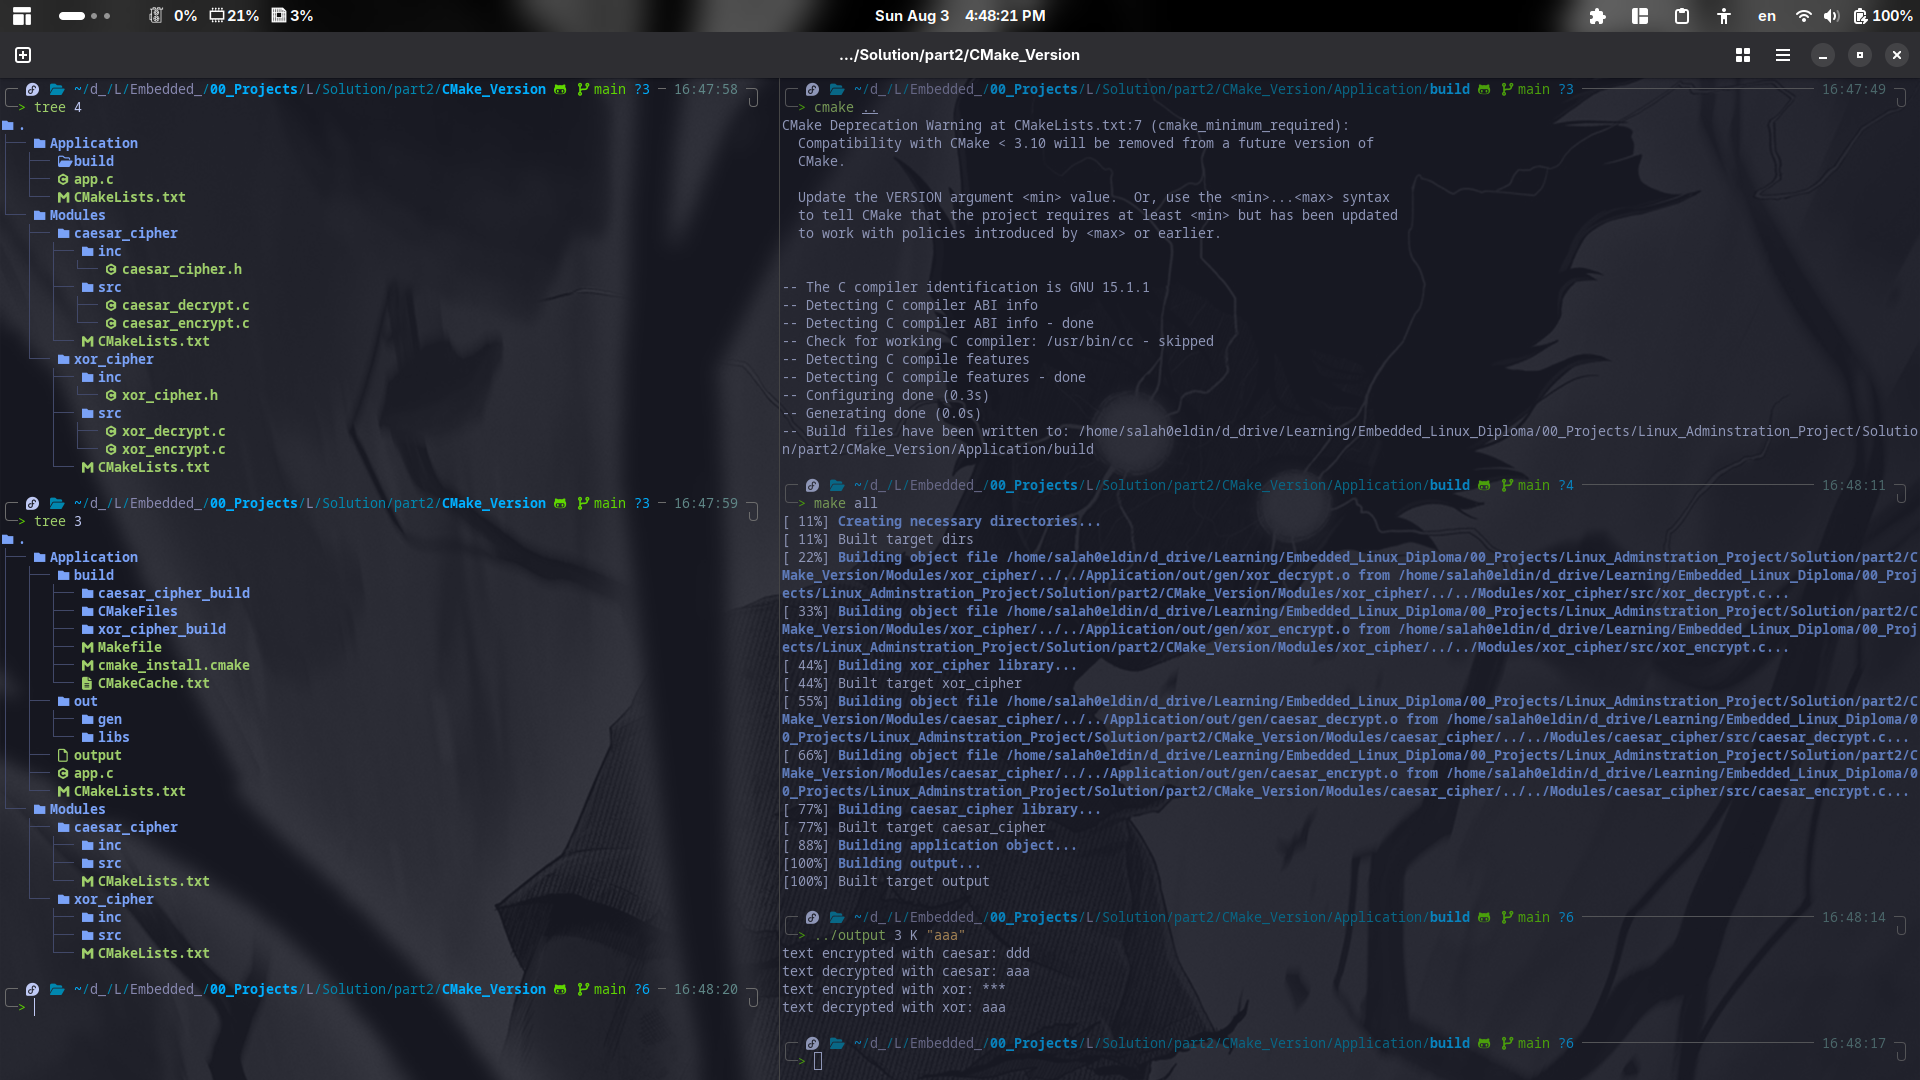 0% 21% 3% Sun Aug 3 4:48:21 PM en 100%
.../Solution/part2/CMake_Version
~/d_/L/Embedded_/00_Projects/L/Solution/part2/CMake_Version main ?3 16:47:58
> tree 4
.
Application
build
app.c
CMakeLists.txt
Modules
caesar_cipher
inc
caesar_cipher.h
src
caesar_decrypt.c
caesar_encrypt.c
CMakeLists.txt
xor_cipher
inc
xor_cipher.h
src
xor_decrypt.c
xor_encrypt.c
CMakeLists.txt
~/d_/L/Embedded_/00_Projects/L/Solution/part2/CMake_Version main ?3 16:47:59
> tree 3
.
Application
build
caesar_cipher_build
CMakeFiles
xor_cipher_build
Makefile
cmake_install.cmake
CMakeCache.txt
out
gen
libs
output
app.c
CMakeLists.txt
Modules
caesar_cipher
inc
src
CMakeLists.txt
xor_cipher
inc
src
CMakeLists.txt
~/d_/L/Embedded_/00_Projects/L/Solution/part2/CMake_Version main ?6 16:48:20
>
~/d_/L/Embedded_/00_Projects/L/Solution/part2/CMake_Version/Application/build main ?3 16:47:49
> cmake ..
CMake Deprecation Warning at CMakeLists.txt:7 (cmake_minimum_required):
Compatibility with CMake < 3.10 will be removed from a future version of
CMake.
Update the VERSION argument <min> value.  Or, use the <min>...<max> syntax
to tell CMake that the project requires at least <min> but has been updated
to work with policies introduced by <max> or earlier.
-- The C compiler identification is GNU 15.1.1
-- Detecting C compiler ABI info
-- Detecting C compiler ABI info - done
-- Check for working C compiler: /usr/bin/cc - skipped
-- Detecting C compile features
-- Detecting C compile features - done
-- Configuring done (0.3s)
-- Generating done (0.0s)
-- Build files have been written to: /home/salah0eldin/d_drive/Learning/Embedded_Linux_Diploma/00_Projects/Linux_Adminstration_Project/Solutio
n/part2/CMake_Version/Application/build
~/d_/L/Embedded_/00_Projects/L/Solution/part2/CMake_Version/Application/build main ?4 16:48:11
> make all
[ 11%] Creating necessary directories...
[ 11%] Built target dirs
[ 22%] Building object file /home/salah0eldin/d_drive/Learning/Embedded_Linux_Diploma/00_Projects/Linux_Adminstration_Project/Solution/part2/C
Make_Version/Modules/xor_cipher/../../Application/out/gen/xor_decrypt.o from /home/salah0eldin/d_drive/Learning/Embedded_Linux_Diploma/00_Proj
ects/Linux_Adminstration_Project/Solution/part2/CMake_Version/Modules/xor_cipher/../../Modules/xor_cipher/src/xor_decrypt.c...
[ 33%] Building object file /home/salah0eldin/d_drive/Learning/Embedded_Linux_Diploma/00_Projects/Linux_Adminstration_Project/Solution/part2/C
Make_Version/Modules/xor_cipher/../../Application/out/gen/xor_encrypt.o from /home/salah0eldin/d_drive/Learning/Embedded_Linux_Diploma/00_Proj
ects/Linux_Adminstration_Project/Solution/part2/CMake_Version/Modules/xor_cipher/../../Modules/xor_cipher/src/xor_encrypt.c...
[ 44%] Building xor_cipher library...
[ 44%] Built target xor_cipher
[ 55%] Building object file /home/salah0eldin/d_drive/Learning/Embedded_Linux_Diploma/00_Projects/Linux_Adminstration_Project/Solution/part2/C
Make_Version/Modules/caesar_cipher/../../Application/out/gen/caesar_decrypt.o from /home/salah0eldin/d_drive/Learning/Embedded_Linux_Diploma/0
0_Projects/Linux_Adminstration_Project/Solution/part2/CMake_Version/Modules/caesar_cipher/../../Modules/caesar_cipher/src/caesar_decrypt.c...
[ 66%] Building object file /home/salah0eldin/d_drive/Learning/Embedded_Linux_Diploma/00_Projects/Linux_Adminstration_Project/Solution/part2/C
Make_Version/Modules/caesar_cipher/../../Application/out/gen/caesar_encrypt.o from /home/salah0eldin/d_drive/Learning/Embedded_Linux_Diploma/0
0_Projects/Linux_Adminstration_Project/Solution/part2/CMake_Version/Modules/caesar_cipher/../../Modules/caesar_cipher/src/caesar_encrypt.c...
[ 77%] Building caesar_cipher library...
[ 77%] Built target caesar_cipher
[ 88%] Building application object...
[100%] Building output...
[100%] Built target output
~/d_/L/Embedded_/00_Projects/L/Solution/part2/CMake_Version/Application/build main ?6 16:48:14
> ../output 3 K "aaa"
text encrypted with caesar: ddd
text decrypted with caesar: aaa
text encrypted with xor: ***
text decrypted with xor: aaa
~/d_/L/Embedded_/00_Projects/L/Solution/part2/CMake_Version/Application/build main ?6 16:48:17
>